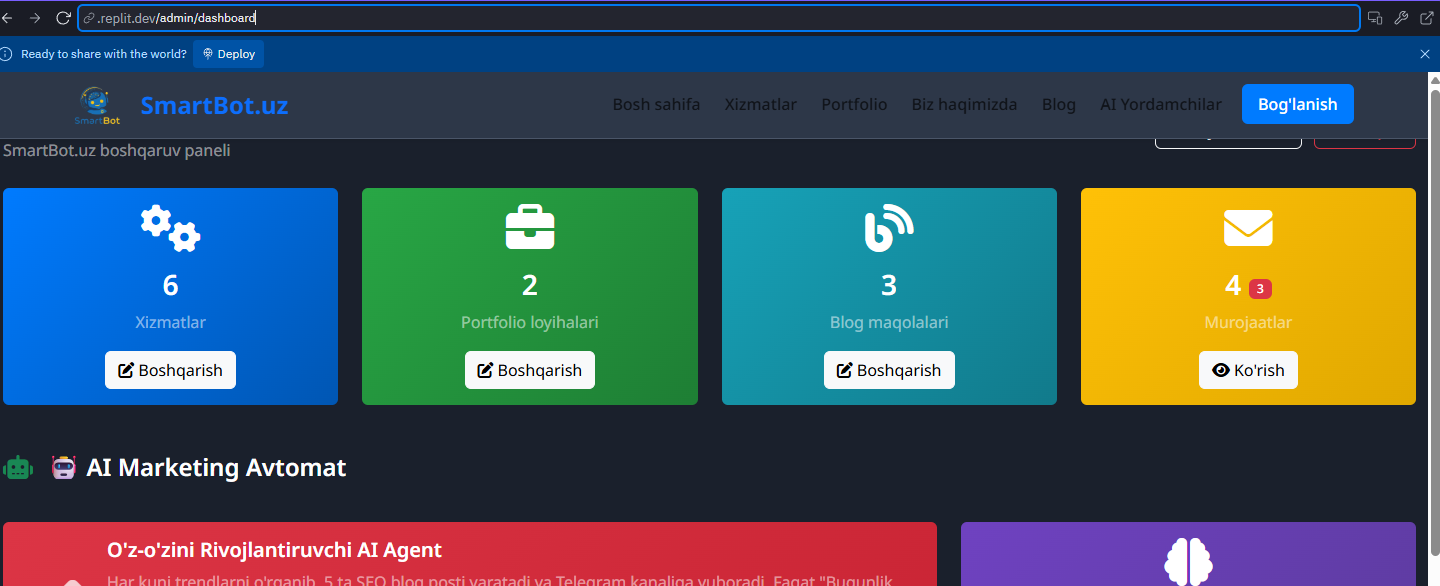 .replit.dev/admin/dashboard
Ready to share with the world? Deploy
SmartBot SmartBot.uz Bosh sahifa Xizmatlar Portfolio Biz haqimizda Blog AI Yordamchilar Bog'lanish
SmartBot.uz boshqaruv paneli
6
Xizmatlar
Boshqarish
2
Portfolio loyihalari
Boshqarish
3
Blog maqolalari
Boshqarish
4 3
Murojaatlar
Ko'rish
AI Marketing Avtomat
O'z-o'zini Rivojlantiruvchi AI Agent
Har kuni trendlarni o'rganib, 5 ta SEO blog posti yaratadi va Telegram kanaliga yuboradi. Faqat "Bugunlik